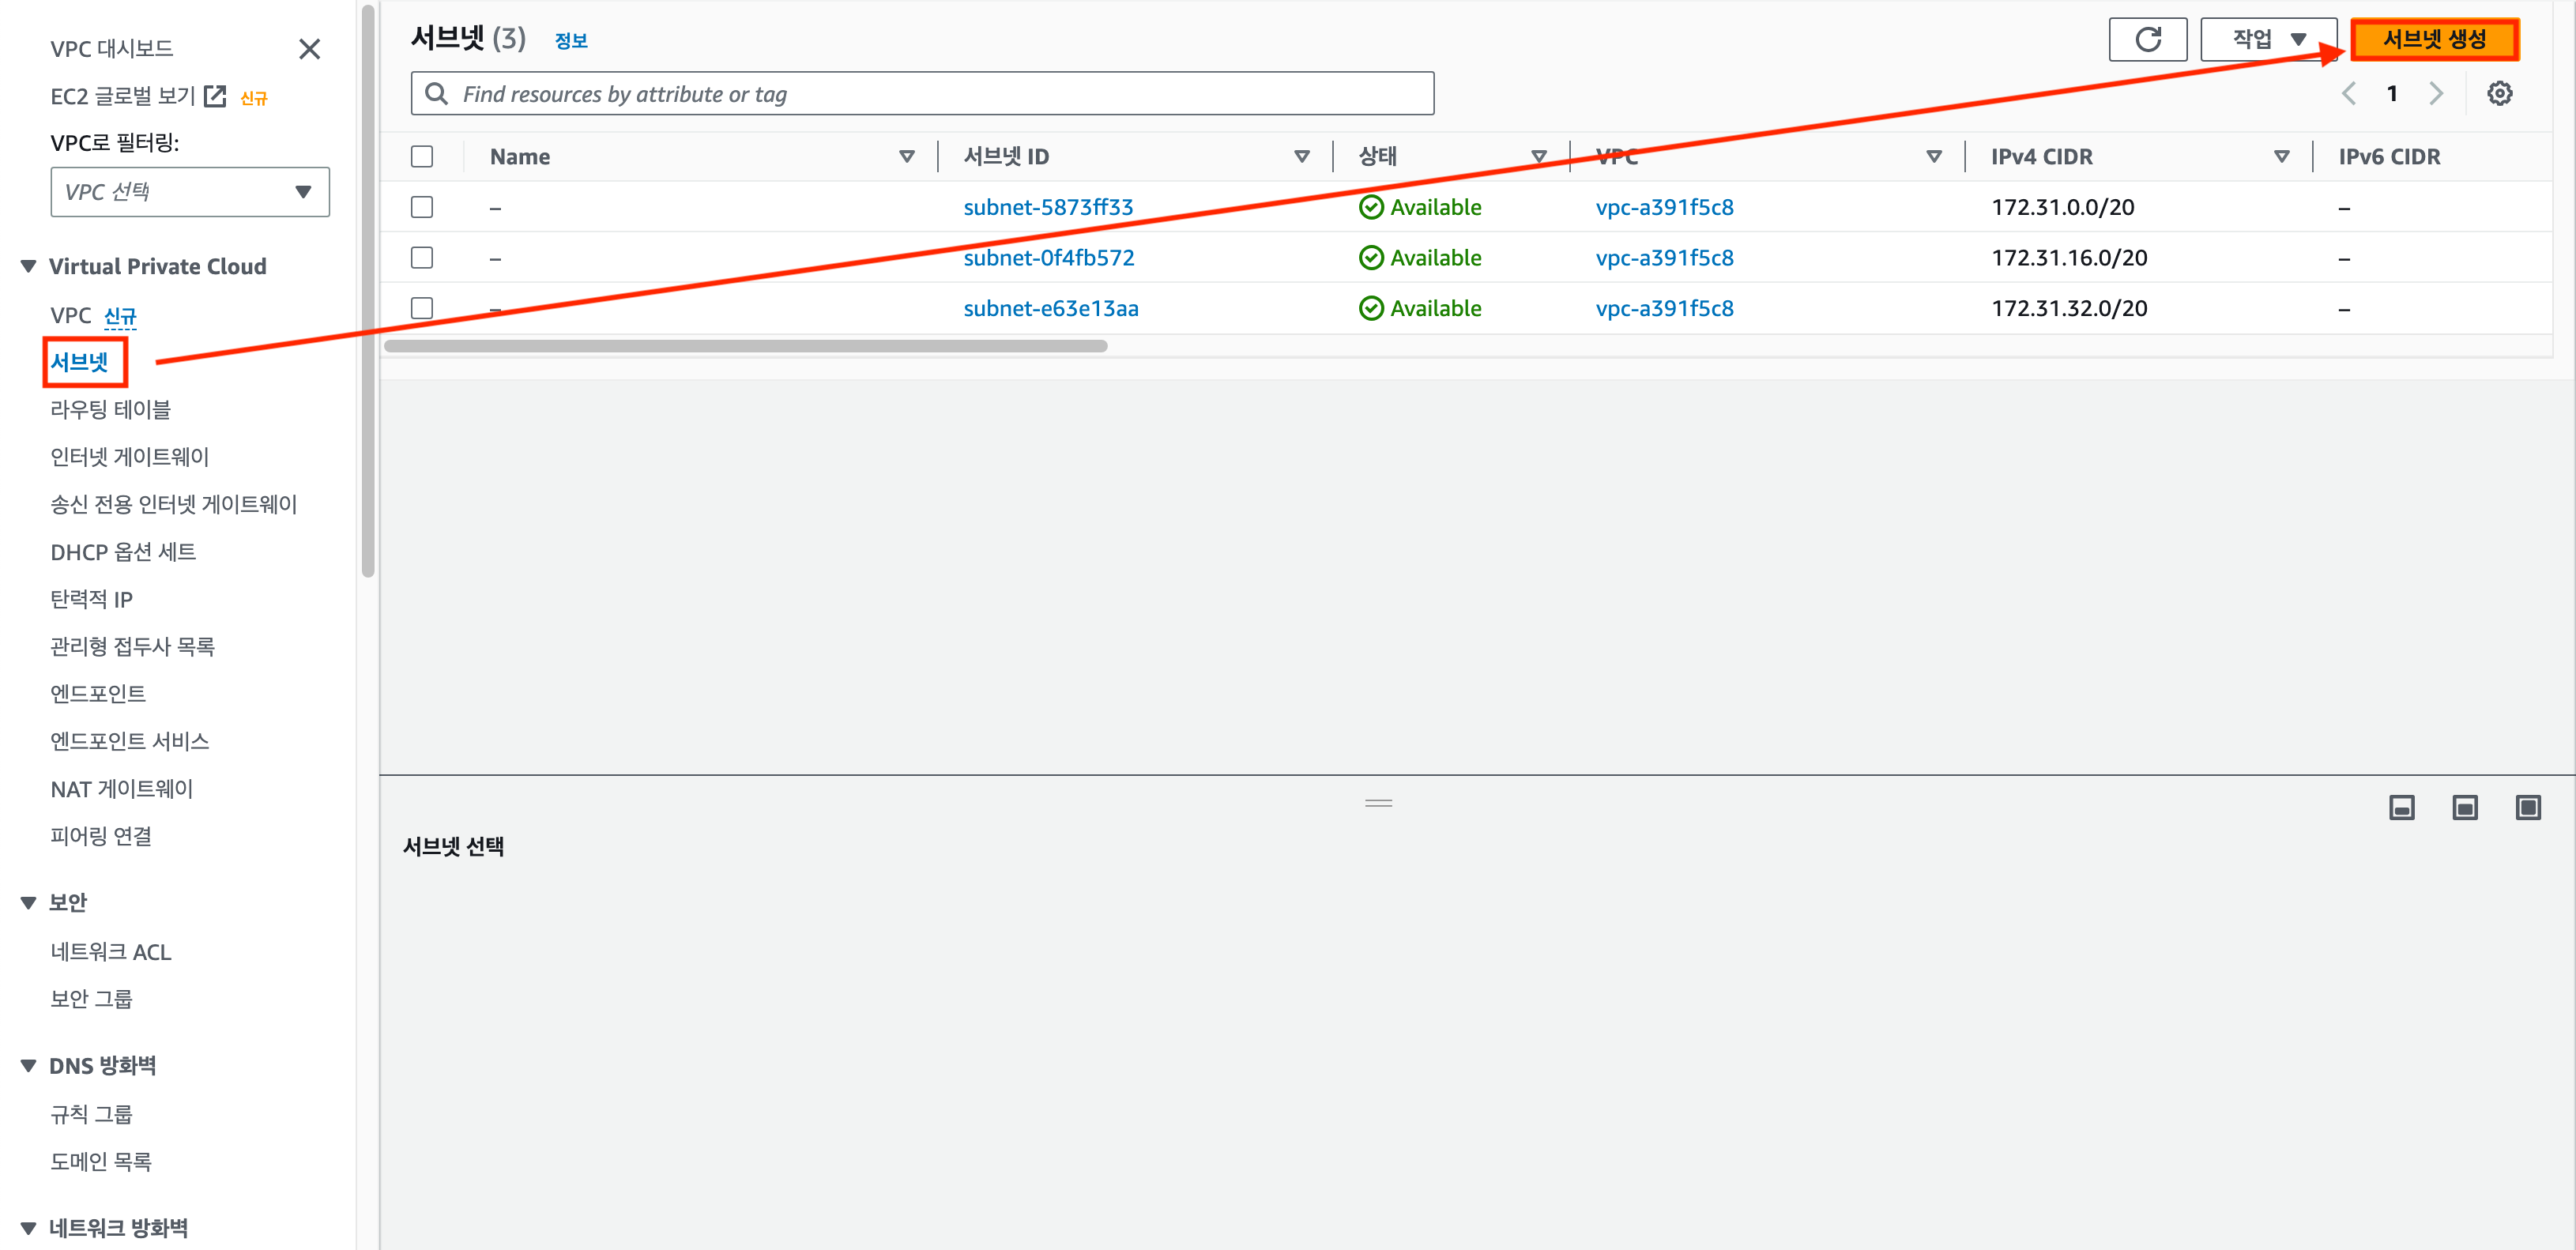 VPC 대시보드
EC2 글로벌 보기 신규
VPC로 필터링:
VPC 선택
Virtual Private Cloud
VPC 신규
서브넷
라우팅 테이블
인터넷 게이트웨이
송신 전용 인터넷 게이트웨이
DHCP 옵션 세트
탄력적 IP
관리형 접두사 목록
엔드포인트
엔드포인트 서비스
NAT 게이트웨이
피어링 연결
보안
네트워크 ACL
보안 그룹
DNS 방화벽
규칙 그룹
도메인 목록
네트워크 방화벽
서브넷 (3) 정보
작업 서브넷 생성
Find resources by attribute or tag
1
Name 서브넷 ID 상태 VPC IPv4 CIDR IPv6 CIDR
– subnet-5873ff33 Available vpc-a391f5c8 172.31.0.0/20 –
– subnet-0f4fb572 Available vpc-a391f5c8 172.31.16.0/20 –
– subnet-e63e13aa Available vpc-a391f5c8 172.31.32.0/20 –
서브넷 선택